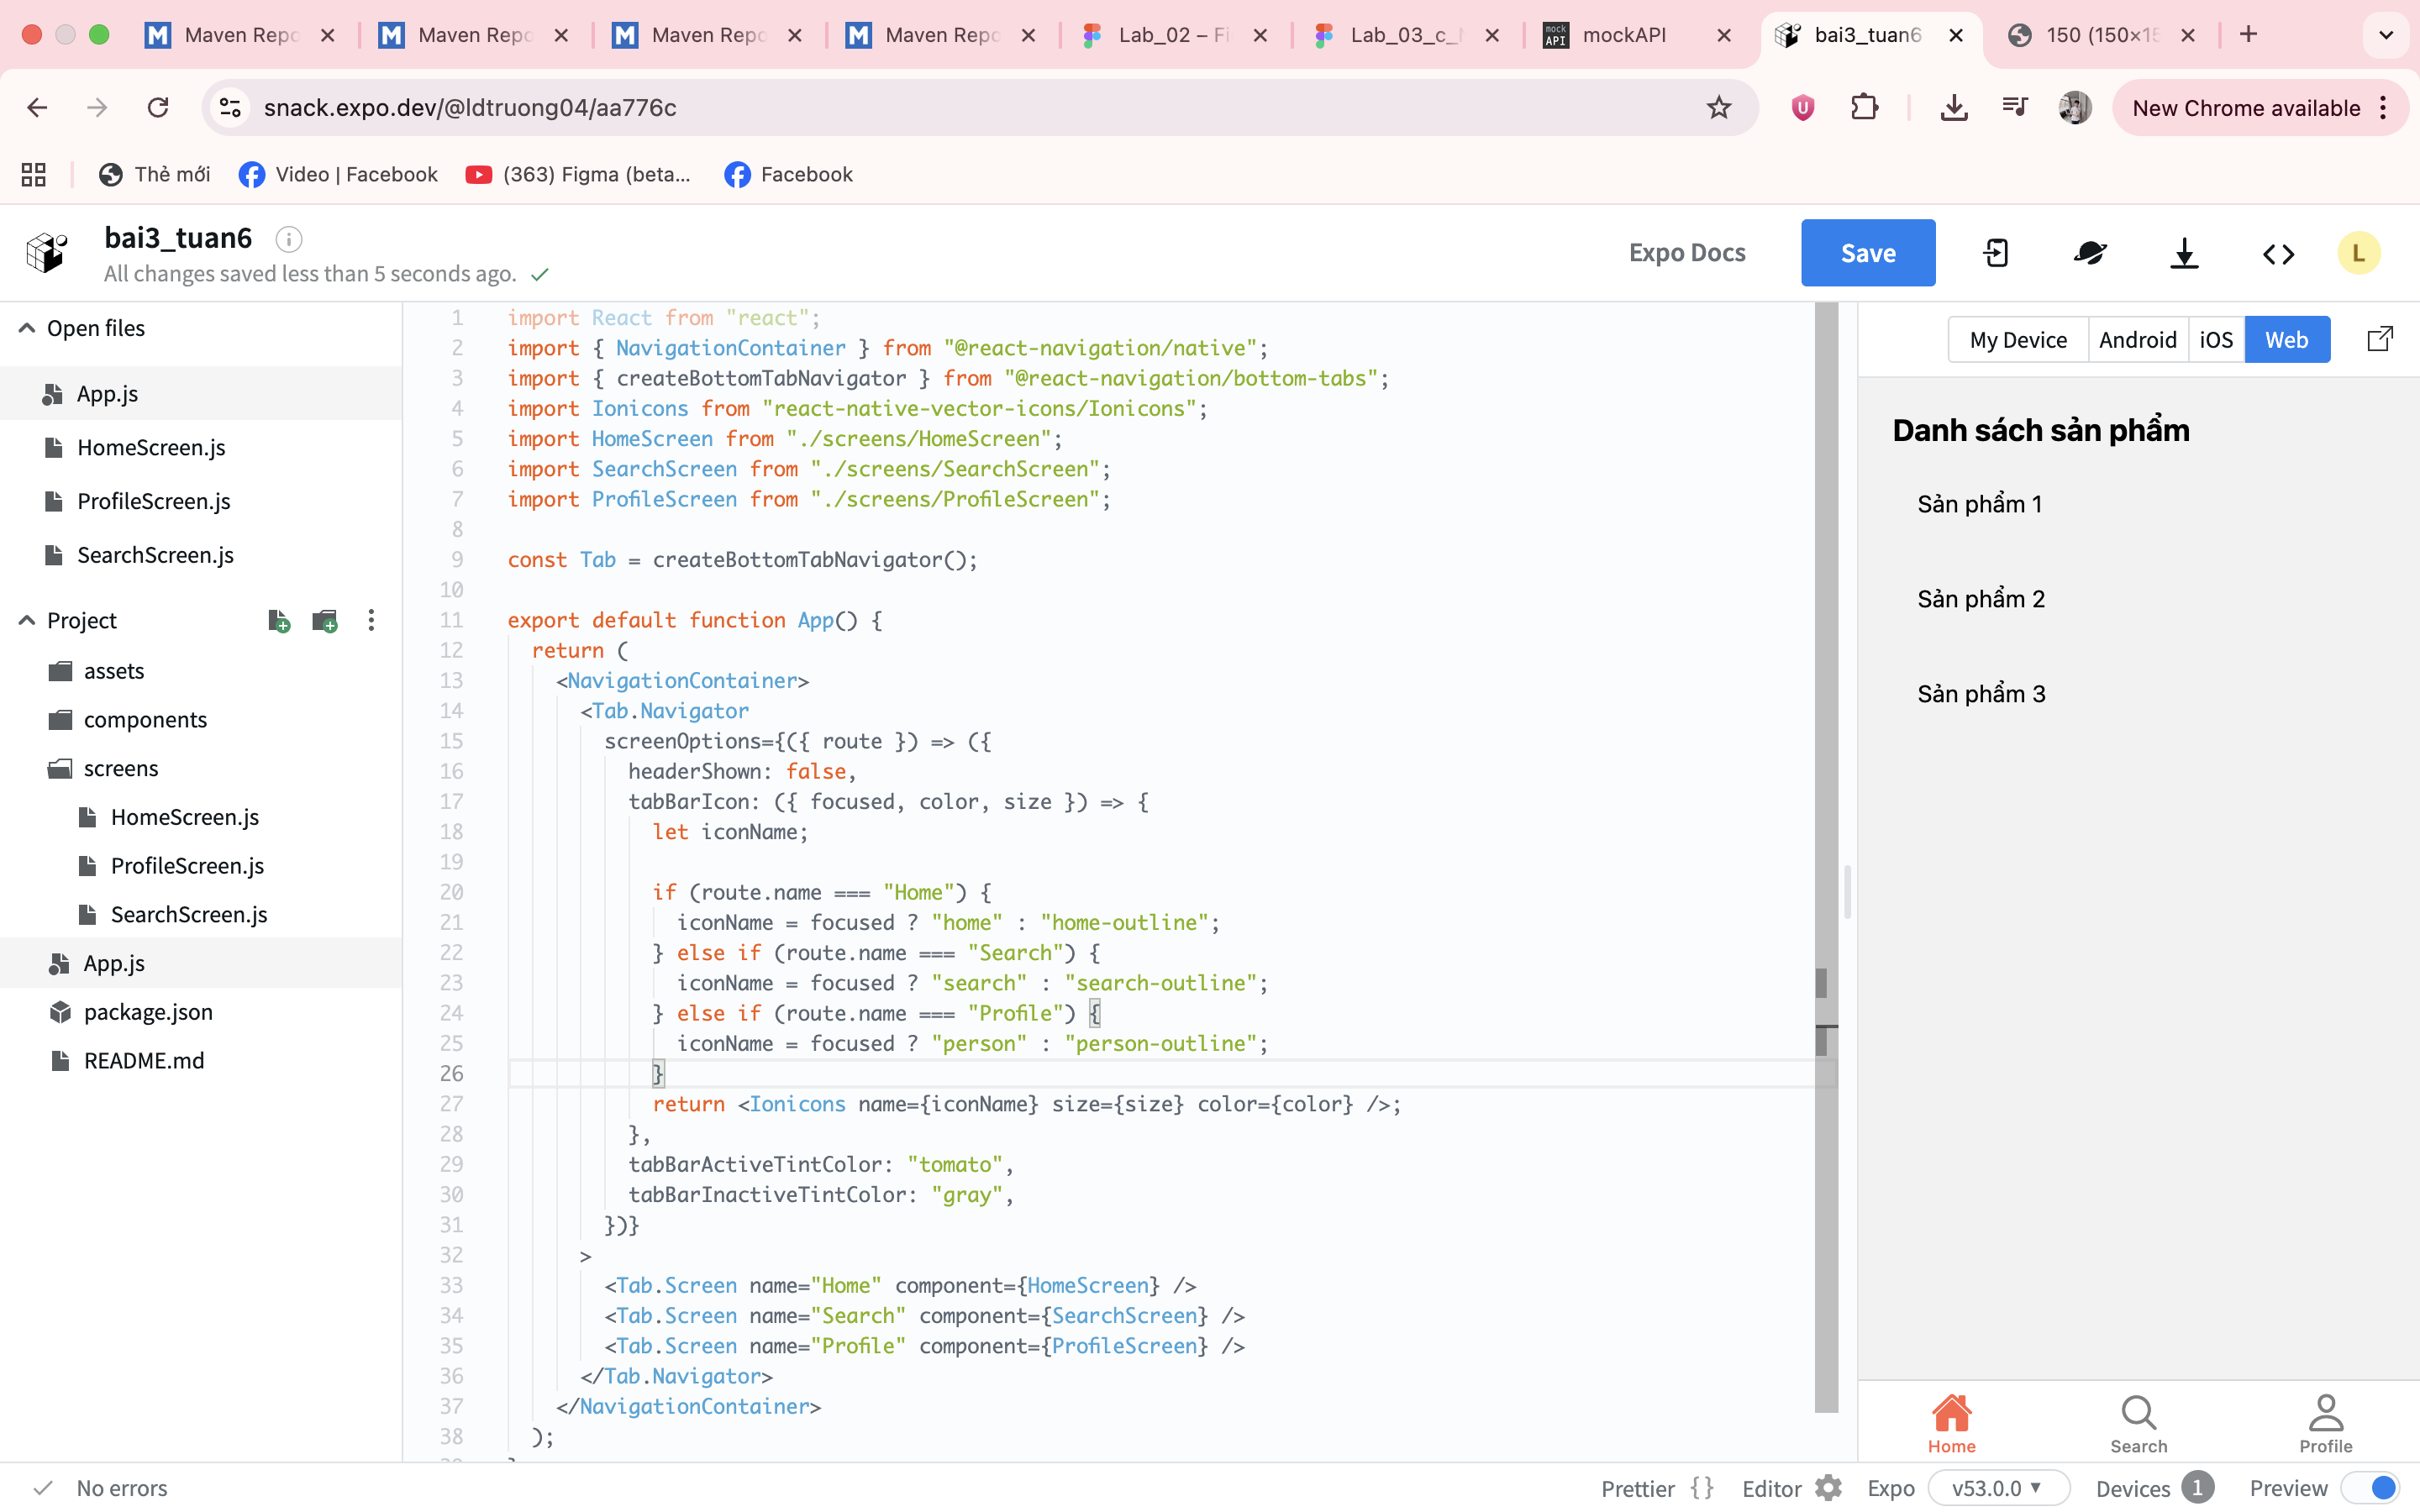 Maven Repo
Maven Repo
Maven Repo
Maven Repo
Lab_02 – Fi
Lab_03_c_
mock API mockAPI
bai3_tuan6
150 (150×15
snack.expo.dev/@ldtruong04/aa776c
New Chrome available
Thẻ mới
Video | Facebook
(363) Figma (beta...
Facebook
bai3_tuan6
All changes saved less than 5 seconds ago.
Expo Docs
Save
L
Open files
App.js
HomeScreen.js
ProfileScreen.js
SearchScreen.js
Project
assets
components
screens
HomeScreen.js
ProfileScreen.js
SearchScreen.js
App.js
package.json
README.md
1 import React from "react";
2 import { NavigationContainer } from "@react-navigation/native";
3 import { createBottomTabNavigator } from "@react-navigation/bottom-tabs";
4 import Ionicons from "react-native-vector-icons/Ionicons";
5 import HomeScreen from "./screens/HomeScreen";
6 import SearchScreen from "./screens/SearchScreen";
7 import ProfileScreen from "./screens/ProfileScreen";
8
9 const Tab = createBottomTabNavigator();
10
11 export default function App() {
12 return (
13 <NavigationContainer>
14 <Tab.Navigator
15 screenOptions={({ route }) => ({
16 headerShown: false,
17 tabBarIcon: ({ focused, color, size }) => {
18 let iconName;
19
20 if (route.name === "Home") {
21 iconName = focused ? "home" : "home-outline";
22 } else if (route.name === "Search") {
23 iconName = focused ? "search" : "search-outline";
24 } else if (route.name === "Profile") {
25 iconName = focused ? "person" : "person-outline";
26 }
27 return <Ionicons name={iconName} size={size} color={color} />;
28 },
29 tabBarActiveTintColor: "tomato",
30 tabBarInactiveTintColor: "gray",
31 })}
32 >
33 <Tab.Screen name="Home" component={HomeScreen} />
34 <Tab.Screen name="Search" component={SearchScreen} />
35 <Tab.Screen name="Profile" component={ProfileScreen} />
36 </Tab.Navigator>
37 </NavigationContainer>
38 );
My Device
Android
iOS
Web
Danh sách sản phẩm
Sản phẩm 1
Sản phẩm 2
Sản phẩm 3
Home
Search
Profile
No errors
Prettier { }
Editor
Expo
v53.0.0 ▼
Devices 1
Preview